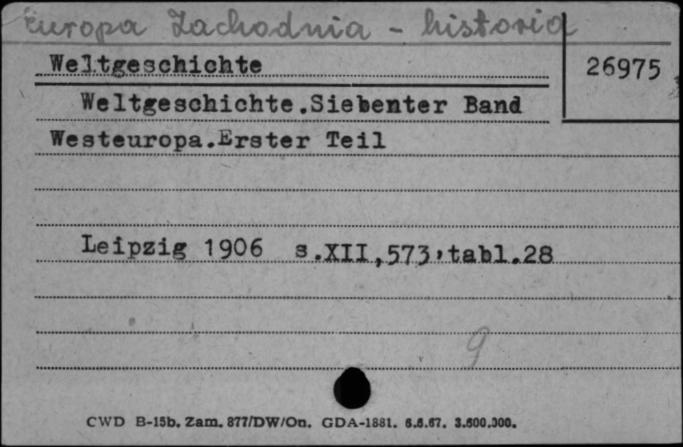 Europa Zachodnia - historia
Weltgeschichte
26975
Weltgeschichte.Siebenter Band
Westeuropa.Erster Teil
Leipzig 1906 s.XII,573,tabl.28
9
CWD B-15b. Zam. 877/DW/On. GDA-1881. 6.6.67. 3.600.000.